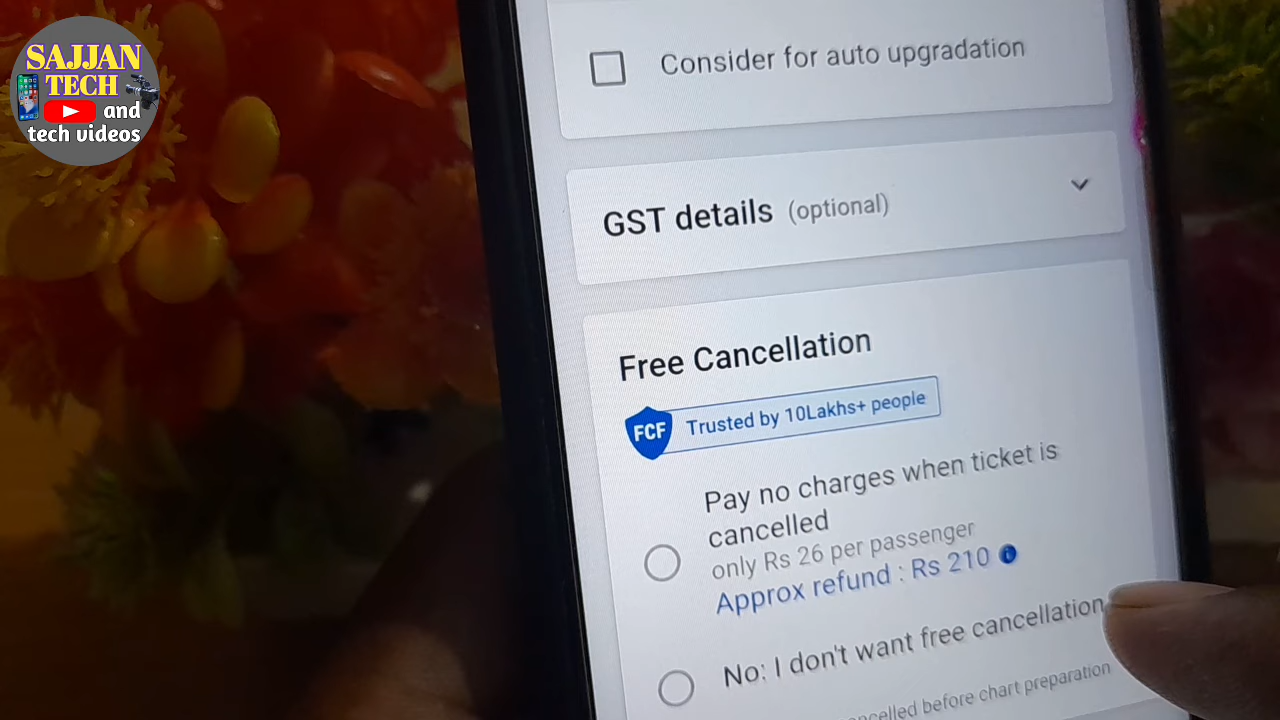 SAJJAN
TECH
and
tech videos
Consider for auto upgradation
GST details (optional)
Free Cancellation
FCF Trusted by 10Lakhs+ people
Pay no charges when ticket is
cancelled
only Rs 26 per passenger
Approx refund : Rs 210
No: I don't want free cancellation
before chart preparation